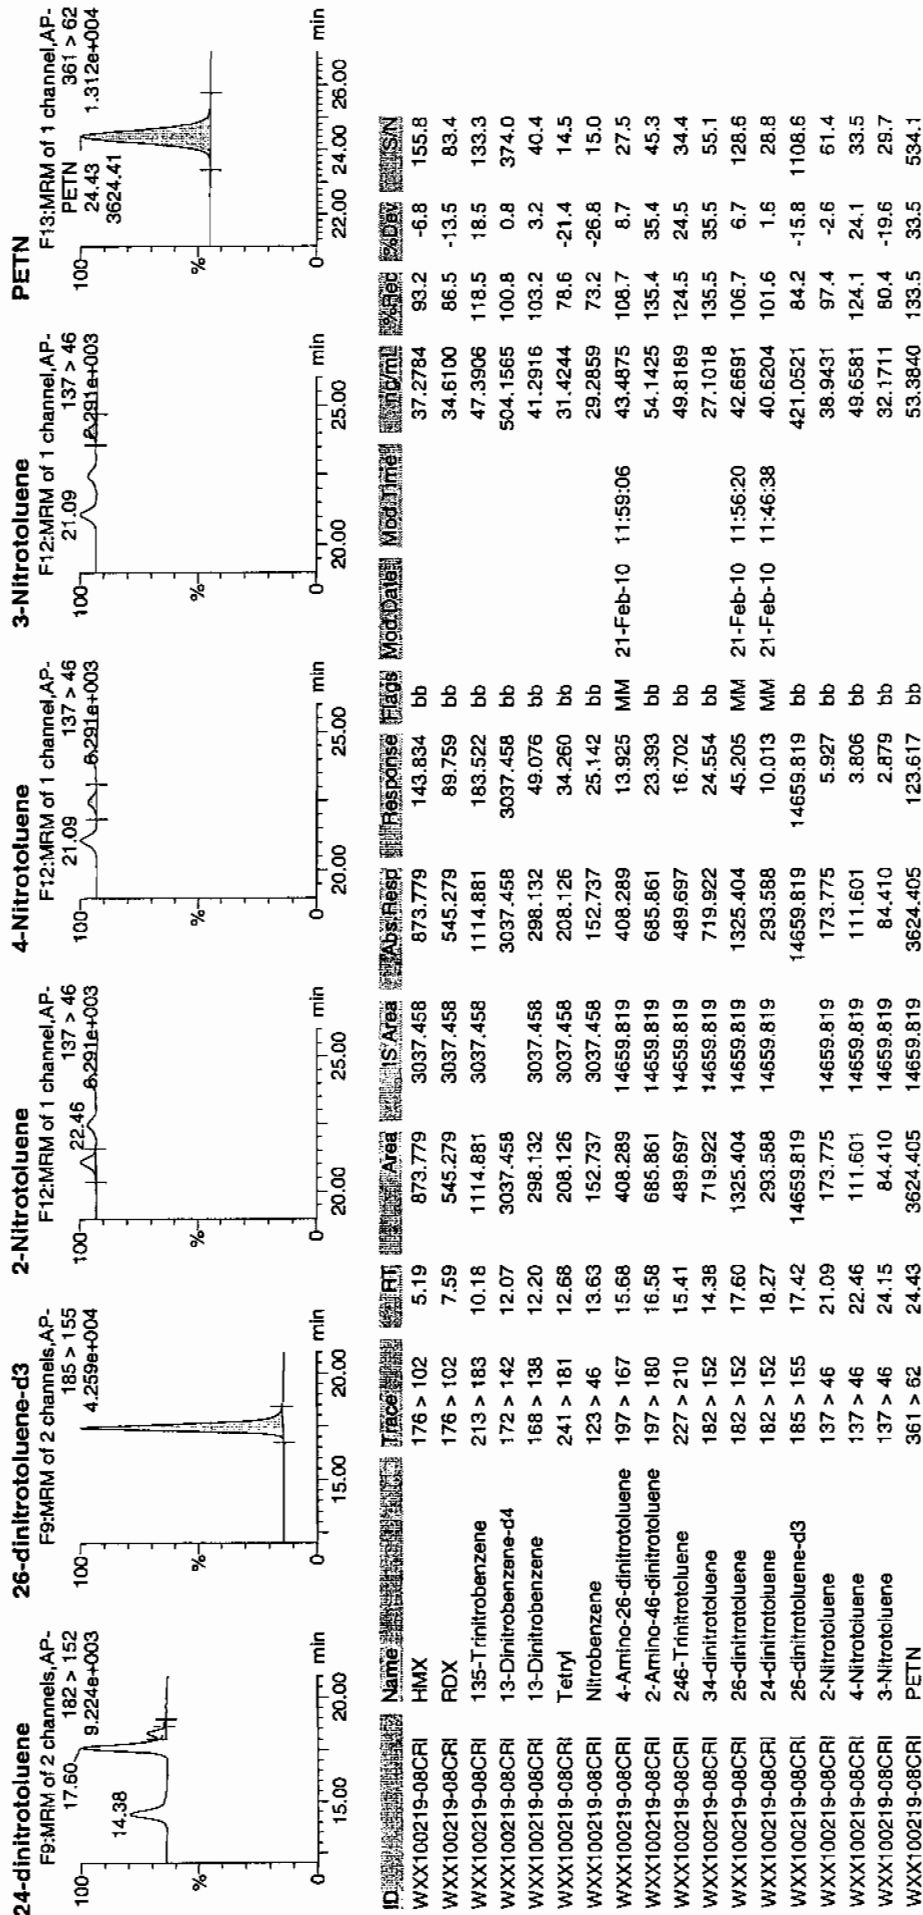 24-dinitrotoluene
F9:MRM of 2 channels,AP-
182 > 152
9.224e+003
17.60
14.38
100
%
0
15.00 20.00 min
26-dinitrotoluene-d3
F9:MRM of 2 channels,AP-
185 > 155
4.259e+004
100
%
0
15.00 20.00 min
2-Nitrotoluene
F12:MRM of 1 channel,AP-
137 > 46
22.46 6.291e+003
100
%
0
20.00 25.00 min
4-Nitrotoluene
F12:MRM of 1 channel,AP-
137 > 46
21.09 6.291e+003
100
%
0
20.00 25.00 min
3-Nitrotoluene
F12:MRM of 1 channel,AP-
137 > 46
21.09 6.291e+003
100
%
0
20.00 25.00 min
PETN
F13:MRM of 1 channel,AP-
PETN 361 > 62
24.43 1.312e+004
3624.41
100
%
0
22.00 24.00 26.00 min
ID Name Trace RT Area IS Area Abs.Resp Response Flags Mod.Date Mod.Time ng/mL %Rec %Dev S/N
WXX100219-08CRI HMX 176 > 102 5.19 873.779 3037.458 873.779 143.834 bb 37.2784 93.2 -6.8 155.8
WXX100219-08CRI RDX 176 > 102 7.59 545.279 3037.458 545.279 89.759 bb 34.6100 86.5 -13.5 83.4
WXX100219-08CRI 135-Trinitrobenzene 213 > 183 10.18 1114.881 3037.458 1114.881 183.522 bb 47.3906 118.5 18.5 133.3
WXX100219-08CRI 13-Dinitrobenzene-d4 172 > 142 12.07 3037.458 3037.458 3037.458 bb 504.1565 100.8 0.8 374.0
WXX100219-08CRI 13-Dinitrobenzene 168 > 138 12.20 298.132 3037.458 298.132 49.076 bb 41.2916 103.2 3.2 40.4
WXX100219-08CRI Tetryl 241 > 181 12.68 208.126 3037.458 208.126 34.260 bb 31.4244 78.6 -21.4 14.5
WXX100219-08CRI Nitrobenzene 123 > 46 13.63 152.737 3037.458 152.737 25.142 bb 29.2859 73.2 -26.8 15.0
WXX100219-08CRI 4-Amino-26-dinitrotoluene 197 > 167 15.68 408.289 14659.819 408.289 13.925 MM 21-Feb-10 11:59:06 43.4875 108.7 8.7 27.5
WXX100219-08CRI 2-Amino-46-dinitrotoluene 197 > 180 16.58 685.861 14659.819 685.861 23.393 bb 54.1425 135.4 35.4 45.3
WXX100219-08CRI 246-Trinitrotoluene 227 > 210 15.41 489.697 14659.819 489.697 16.702 bb 49.8189 124.5 24.5 34.4
WXX100219-08CRI 34-dinitrotoluene 182 > 152 14.38 719.922 14659.819 719.922 24.554 bb 27.1018 135.5 35.5 55.1
WXX100219-08CRI 26-dinitrotoluene 182 > 152 17.60 1325.404 14659.819 1325.404 45.205 MM 21-Feb-10 11:56:20 42.6691 106.7 6.7 128.6
WXX100219-08CRI 24-dinitrotoluene 182 > 152 18.27 293.588 14659.819 293.588 10.013 MM 21-Feb-10 11:46:38 40.6204 101.6 1.6 28.8
WXX100219-08CRI 26-dinitrotoluene-d3 185 > 155 17.42 14659.819 14659.819 14659.819 bb 421.0521 84.2 -15.8 1108.6
WXX100219-08CRI 2-Nitrotoluene 137 > 46 21.09 173.775 14659.819 173.775 5.927 bb 38.9431 97.4 -2.6 61.4
WXX100219-08CRI 4-Nitrotoluene 137 > 46 22.46 111.601 14659.819 111.601 3.806 bb 49.6581 124.1 24.1 33.5
WXX100219-08CRI 3-Nitrotoluene 137 > 46 24.15 84.410 14659.819 84.410 2.879 bb 32.1711 80.4 -19.6 29.7
WXX100219-08CRI PETN 361 > 62 24.43 3624.405 14659.819 3624.405 123.617 bb 53.3840 133.5 33.5 534.1